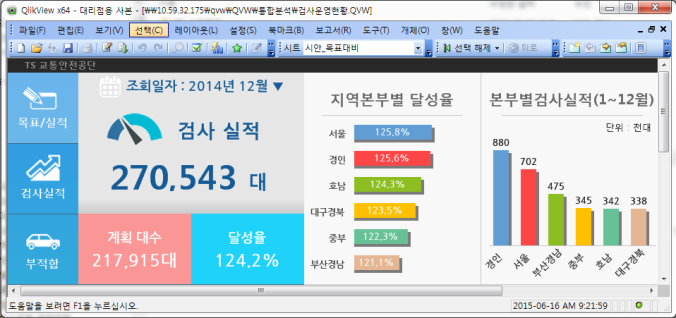 QlikView x64 - 대리점용 사본 - [₩₩10.59.32.175₩qvw₩QVW₩통합분석₩검사운영현황.QVW]
파일(F) 편집(E) 보기(V) 선택(C) 레이아웃(L) 설정(S) 북마크(B) 보고서(R) 도구(T) 개체(O) 창(W) 도움말
시트 시안_목표대비 선택 해제 뒤로
TS 교통안전공단
목표/실적
검사실적
부적합
조회일자 : 2014년 12월 ▼
검사 실적
270,543 대
계획 대수
217,915대
달성율
124,2%
지역본부별 달성율
서울 125,8%
경인 125,6%
호남 124,3%
대구경북 123,5%
중부 122,3%
부산경남 121,1%
본부별검사실적(1~12월)
단위 : 천대
880
702
475
345
342
338
경인
서울
부산경남
중부
호남
대구경북
도움말을 보려면 F1을 누르십시오.
2015-06-16 AM 9:21:59